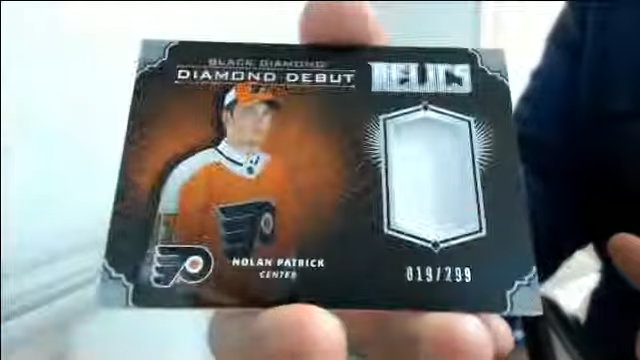 BLACK DIAMOND
DIAMOND DEBUT
RELICS
NOLAN PATRICK
CENTER
019/299